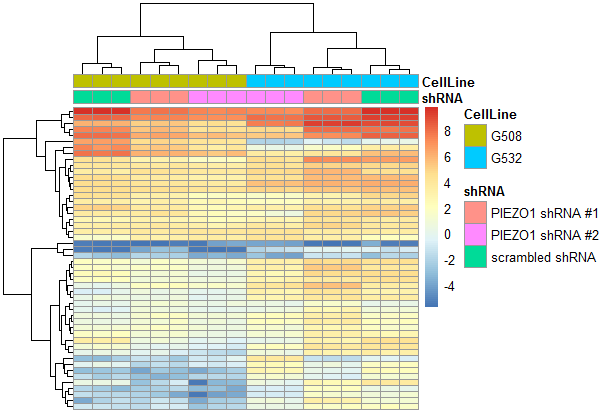 CellLine
shRNA
CellLine
G508
G532
shRNA
PIEZO1 shRNA #1
PIEZO1 shRNA #2
scrambled shRNA
8
6
4
2
0
-2
-4